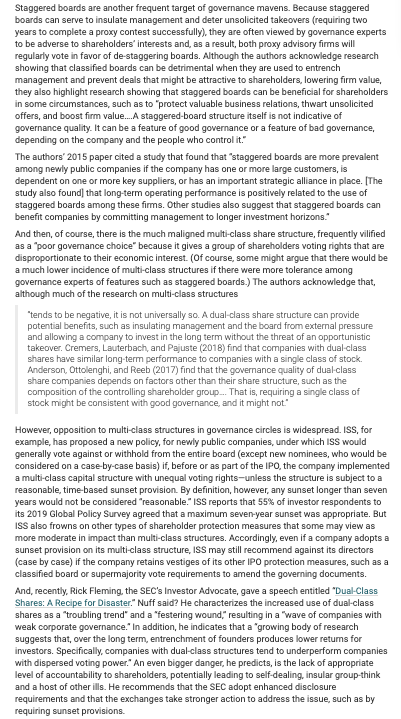 Staggered boards are another frequent target of governance mavens. Because staggered
boards can serve to insulate management and deter unsolicited takeovers (requiring two
years to complete a proxy contest successfully), they are often viewed by governance experts
to be adverse to shareholders' interests and, as a result, both proxy advisory firms will
regularly vote in favor of de-staggering boards. Although the authors acknowledge research
showing that classified boards can be detrimental when they are used to entrench
management and prevent deals that might be attractive to shareholders, lowering firm value,
they also highlight research showing that staggered boards can be beneficial for shareholders
in some circumstances, such as to "protect valuable business relations, thwart unsolicited
offers, and boost firm value....A staggered-board structure itself is not indicative of
governance quality. It can be a feature of good governance or a feature of bad governance,
depending on the company and the people who control it."
The authors' 2015 paper cited a study that found that "staggered boards are more prevalent
among newly public companies if the company has one or more large customers, is
dependent on one or more key suppliers, or has an important strategic alliance in place. [The
study also found] that long-term operating performance is positively related to the use of
staggered boards among these firms. Other studies also suggest that staggered boards can
benefit companies by committing management to longer investment horizons."
And then, of course, there is the much maligned multi-class share structure, frequently vilified
as a "poor governance choice" because it gives a group of shareholders voting rights that are
disproportionate to their economic interest. (Of course, some might argue that there would
be a much lower incidence of multi-class structures if there were more tolerance among
governance experts of features such as staggered boards.) The authors acknowledge that,
although much of the research on multi-class structures
"tends to be negative, it is not universally so. A dual-class share structure can provide
potential benefits, such as insulating management and the board from external pressure
and allowing a company to invest in the long term without the threat of an opportunistic
takeover. Cremers, Lauterbach, and Pajuste (2018) find that companies with dual-class
shares have similar long-term performance to companies with a single class of stock.
Anderson, Ottolenghi, and Reeb (2017) find that the governance quality of dual-class
share companies depends on factors other than their share structure, such as the
composition of the controlling shareholder group.... That is, requiring a single class of
stock might be consistent with good governance, and it might not."
However, opposition to multi-class structures in governance circles is widespread. ISS, for
example, has proposed a new policy, for newly public companies, under which ISS would
generally vote against or withhold from the entire board (except new nominees, who would be
considered on a case-by-case basis) if, before or as part of the IPO, the company implemented
a multi-class capital structure with unequal voting rights—unless the structure is subject to a
reasonable, time-based sunset provision. By definition, however, any sunset longer than seven
years would not be considered "reasonable." ISS reports that 55% of investor respondents to
its 2019 Global Policy Survey agreed that a maximum seven-year sunset was appropriate. But
ISS also frowns on other types of shareholder protection measures that some may view as
more moderate in impact than multi-class structures. Accordingly, even if a company adopts a
sunset provision on its multi-class structure, ISS may still recommend against its directors
(case by case) if the company retains vestiges of its other IPO protection measures, such as a
classified board or supermajority vote requirements to amend the governing documents.
And, recently, Rick Fleming, the SEC's Investor Advocate, gave a speech entitled "Dual-Class
Shares: A Recipe for Disaster." Nuff said? He characterizes the increased use of dual-class
shares as a "troubling trend" and a "festering wound," resulting in a "wave of companies with
weak corporate governance." In addition, he indicates that a "growing body of research
suggests that, over the long term, entrenchment of founders produces lower returns for
investors. Specifically, companies with dual-class structures tend to underperform companies
with dispersed voting power." An even bigger danger, he predicts, is the lack of appropriate
level of accountability to shareholders, potentially leading to self-dealing, insular group-think
and a host of other ills. He recommends that the SEC adopt enhanced disclosure
requirements and that the exchanges take stronger action to address the issue, such as by
requiring sunset provisions.